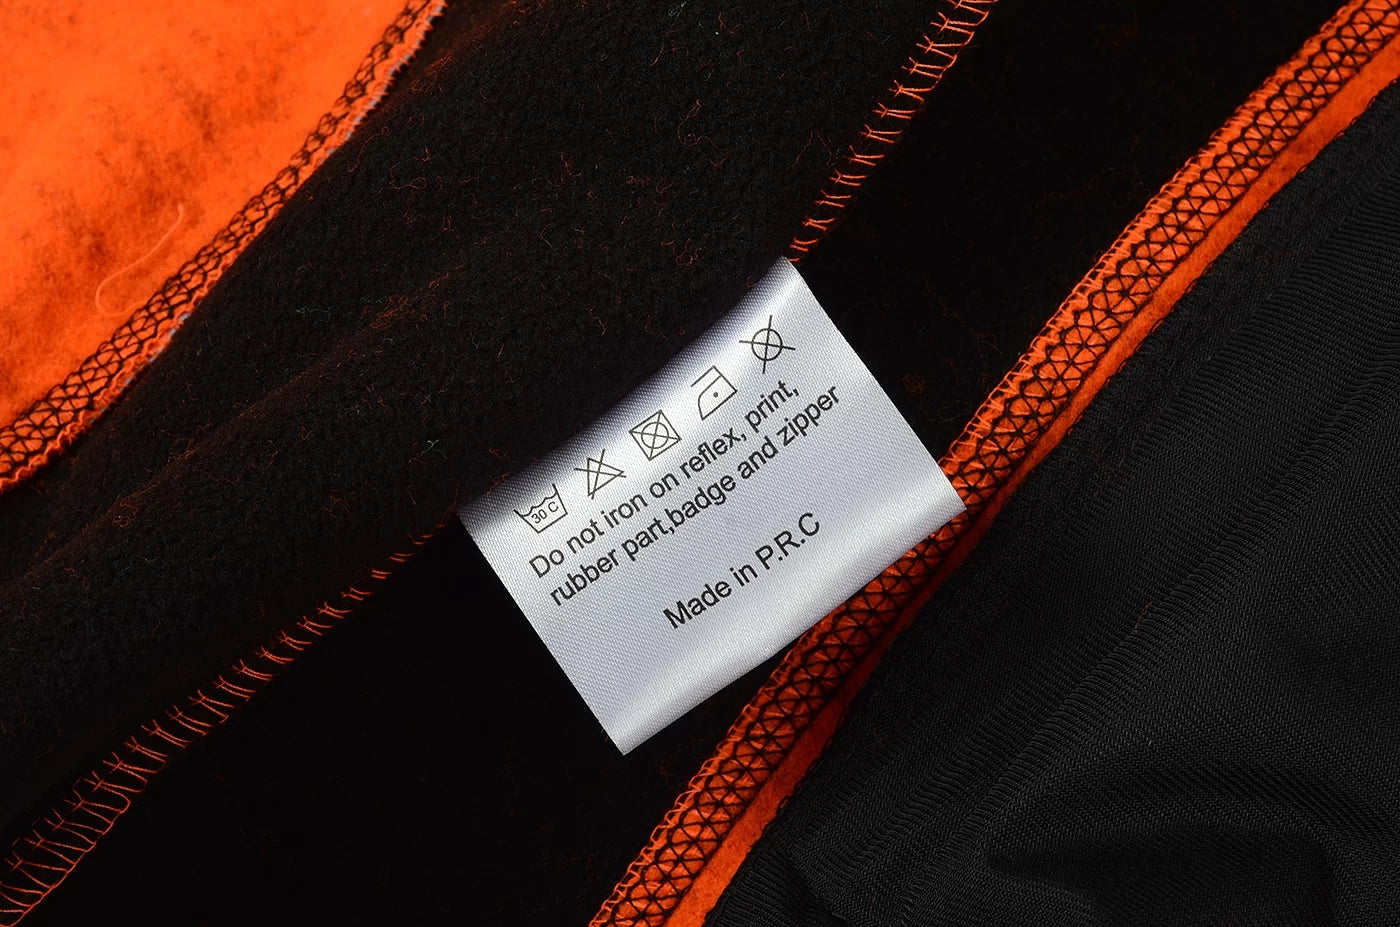 30 C
Do not iron on reflex, print,
rubber part,badge and zipper
Made in P.R.C